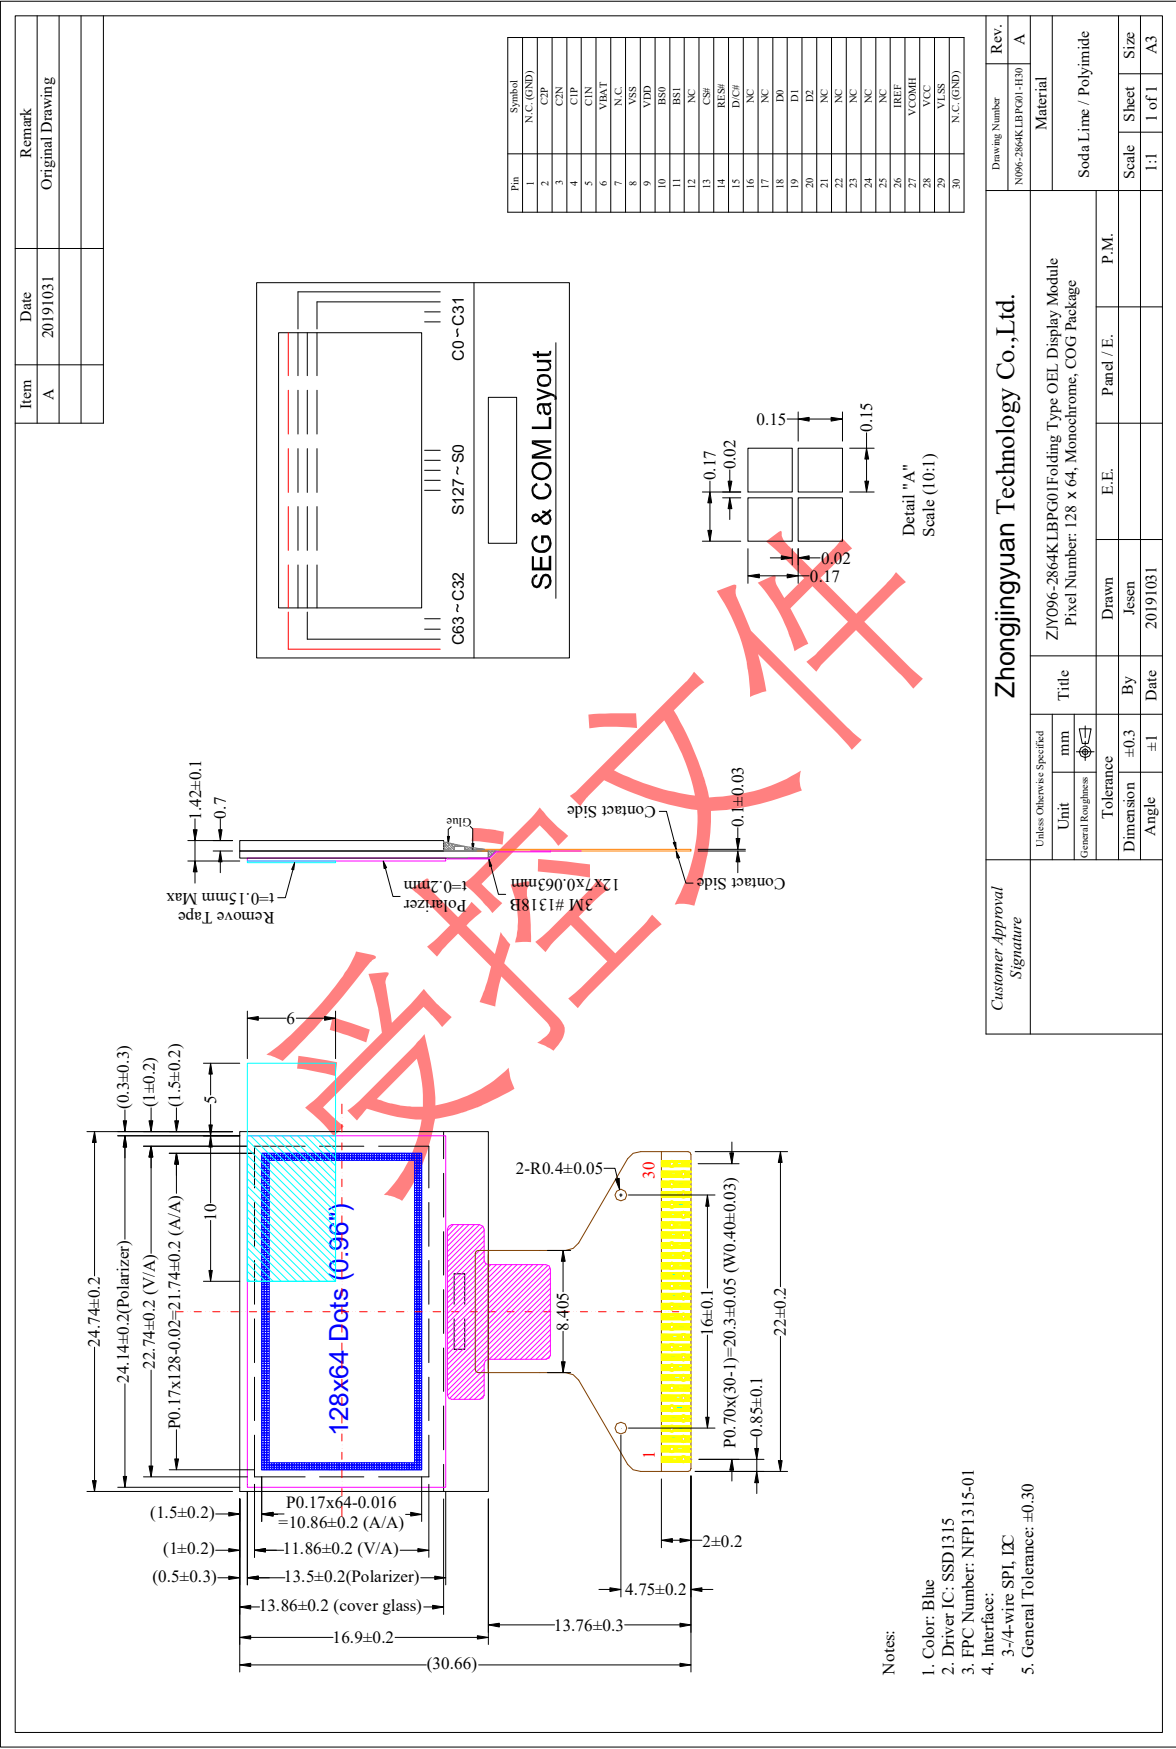 Item Date Remark
A 20191031 Original Drawing
24.74±0.2
24.14±0.2(Polarizer)
22.74±0.2 (V/A)
P0.17x128-0.02=21.74±0.2 (A/A)
(0.3±0.3)
(1±0.2)
(1.5±0.2)
10
5
6
(1.5±0.2)
(1±0.2)
(0.5±0.3)
P0.17x64-0.016
=10.86±0.2 (A/A)
11.86±0.2 (V/A)
13.5±0.2(Polarizer)
13.86±0.2 (cover glass)
16.9±0.2
(30.66)
13.76±0.3
4.75±0.2
2±0.2
128x64 Dots (0.96")
8.405
2-R0.4±0.05
1
30
16±0.1
P0.70x(30-1)=20.3±0.05 (W0.40±0.03)
0.85±0.1
22±0.2
1.42±0.1
0.7
Remove Tape
t=0.15mm Max
Polarizer
t=0.2mm
3M #1318B
12x7x0.063mm
Glue
Contact Side
Contact Side
0.1±0.03
C63 ~ C32
S127 ~ S0
C0 ~ C31
SEG & COM Layout
0.17
0.02
0.15
0.15
0.02
0.17
Detail "A"
Scale (10:1)
Pin Symbol
1 N.C. (GND)
2 C2P
3 C2N
4 C1P
5 C1N
6 VBAT
7 N.C.
8 VSS
9 VDD
10 BS0
11 BS1
12 NC
13 CS#
14 RES#
15 D/C#
16 NC
17 NC
18 D0
19 D1
20 D2
21 NC
22 NC
23 NC
24 NC
25 NC
26 IREF
27 VCOMH
28 VCC
29 VLSS
30 N.C. (GND)
受控文件
Notes:
1. Color: Blue
2. Driver IC: SSD1315
3. FPC Number: NFP1315-01
4. Interface:
3-/4-wire SPI, I2C
5. General Tolerance: ±0.30
Customer Approval
Signature
Unless Otherwise Specified
Unit mm
General Roughness
Tolerance
Dimension ±0.3
Angle ±1
Zhongjingyuan Technology Co.,Ltd.
Title
ZJY096-2864KLBPG01Folding Type OEL Display Module
Pixel Number: 128 x 64, Monochrome, COG Package
Drawn E.E. Panel / E. P.M.
By Jesen
Date 20191031
Drawing Number Rev.
N096-2864KLBPG01-H30 A
Material
Soda Lime / Polyimide
Scale Sheet Size
1:1 1 of 1 A3